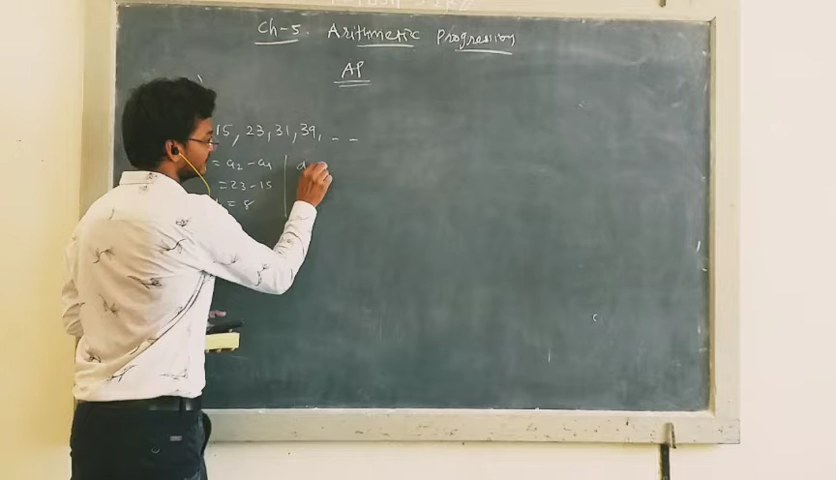 Ch-5. Arithmetic Progression
AP
15, 23, 31, 39, - -
= a2 - a1 | d
= 23 - 15
= 8